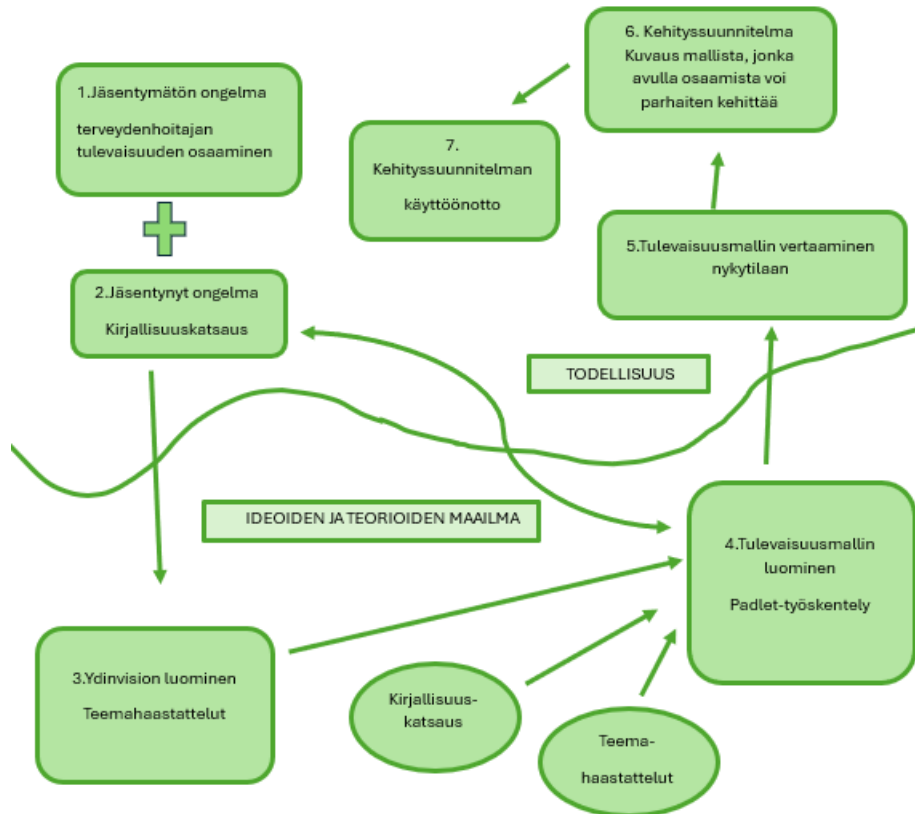 1.Jäsentymätön ongelma
terveydenhoitajan
tulevaisuuden osaaminen
2.Jäsentynyt ongelma
Kirjallisuuskatsaus
6. Kehityssuunnitelma
Kuvaus mallista, jonka
avulla osaamista voi
parhaiten kehittää
7.
Kehityssuunnitelman
käyttöönotto
5.Tulevaisuusmallin vertaaminen
nykytilaan
TODELLISUUS
IDEOIDEN JA TEORIOIDEN MAAILMA
4.Tulevaisuusmallin
luominen
Padlet-työskentely
3.Ydinvision luominen
Teemahaastattelut
Kirjallisuus-
katsaus
Teema-
haastattelut